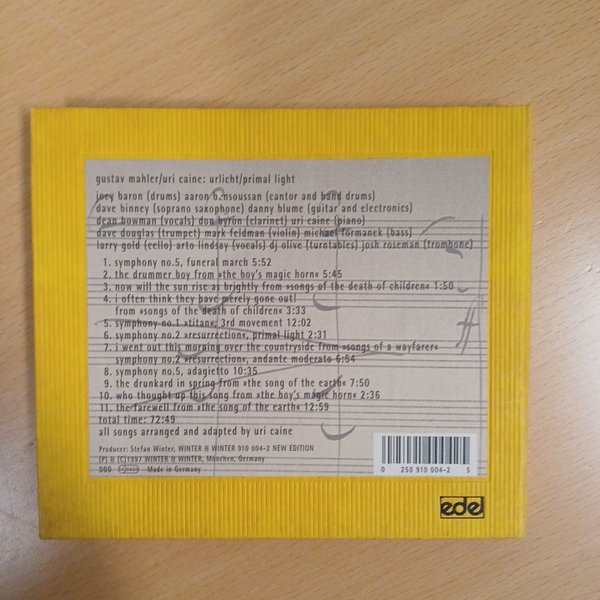 gustav mahler/uri caine: urlicht/primal light
joey baron (drums) aaron bensoussan (cantor and hand drums)
dave binney (soprano saxophone) danny blume (guitar and electronics)
dean bowman (vocals) don byron (clarinet) uri caine (piano)
dave douglas (trumpet) mark feldman (violin) michael formanek (bass)
larry gold (cello) arto lindsay (vocals) dj olive (turntables) josh roseman (trombone)
1. symphony no.5, funeral march 5:52
2. the drummer boy from »the boy's magic horn« 5:45
3. now will the sun rise as brightly from »songs of the death of children« 1:50
4. i often think they have merely gone out!
from »songs of the death of children« 3:33
5. symphony no.1 »titan«, 3rd movement 12:02
6. symphony no.2 »resurrection«, primal light 2:31
7. i went out this morning over the countryside from »songs of a wayfarer«
symphony no.2 »resurrection«, andante moderato 6:54
8. symphony no.5, adagietto 10:35
9. the drunkard in spring from »the song of the earth« 7:50
10. who thought up this song from »the boy's magic horn« 2:36
11. the farewell from »the song of the earth« 12:59
total time: 72:49
all songs arranged and adapted by uri caine
Producer: Stefan Winter, WINTER & WINTER 910 004-2 NEW EDITION
(P) & (C)1997 WINTER & WINTER, München, Germany
DDD Made in Germany
0 250 910 004-2 5
edel